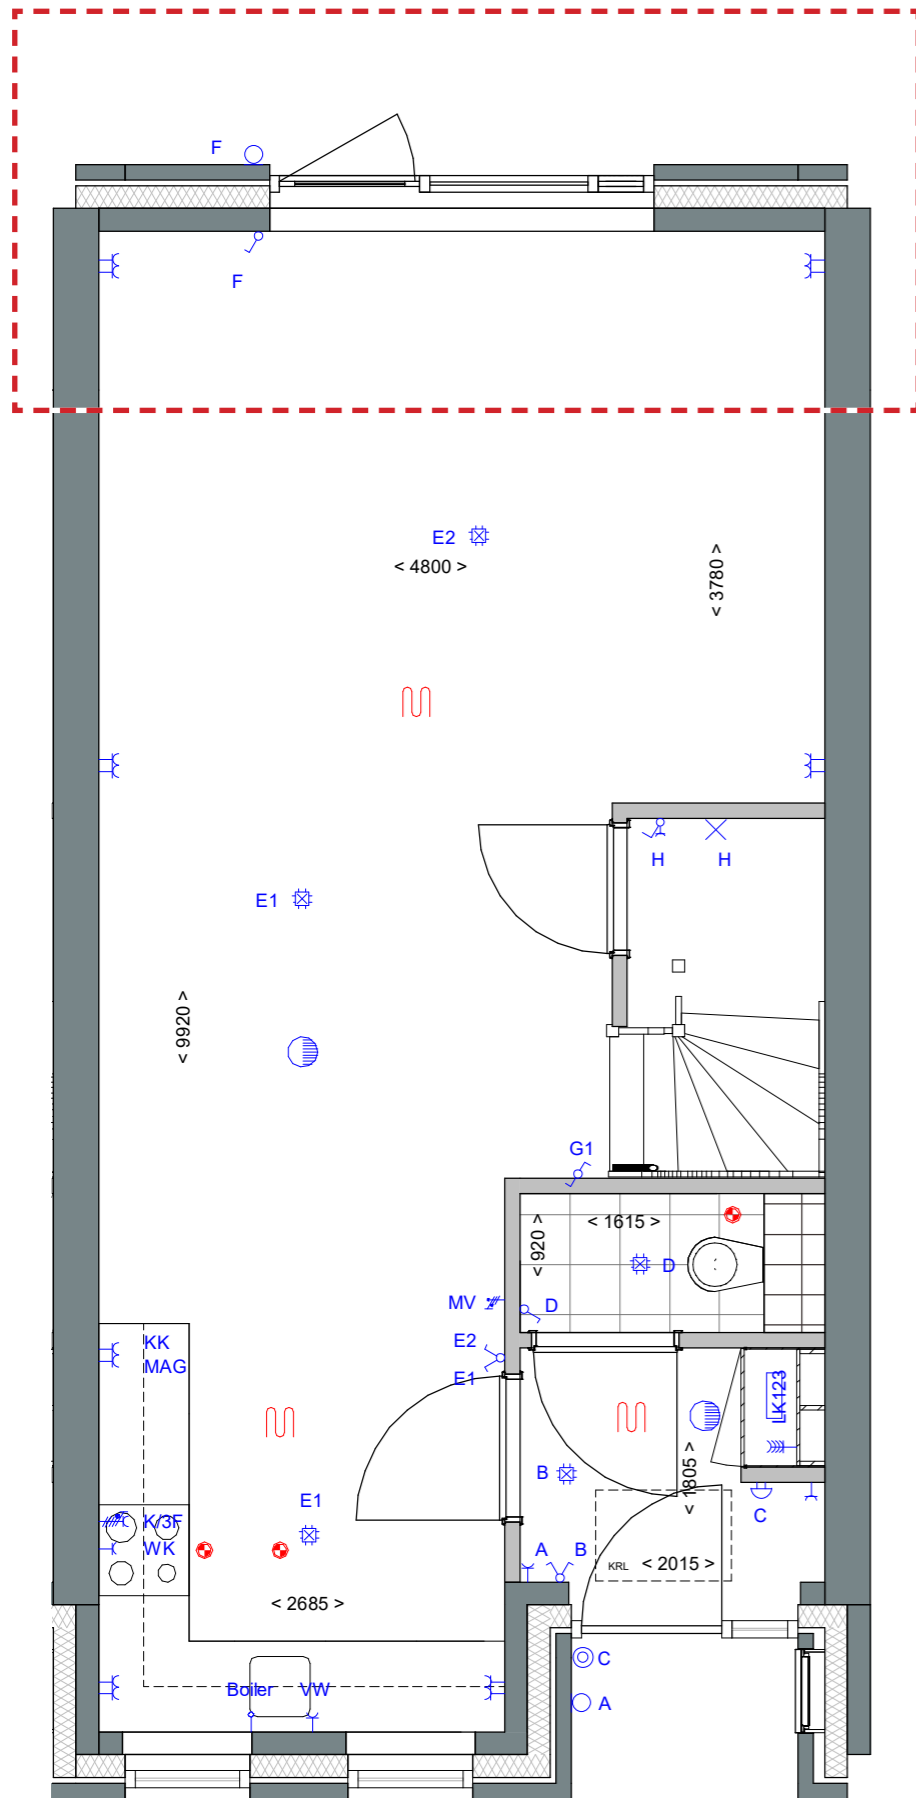 F
F
E2
< 4800 >
< 3780 >
H
H
E1
< 9920 >
G1
< 1615 >
< 920 >
D
MV
D
E2
KK
MAG
E1
LK123
B
< 1805 >
E1
C
K/3F
WK
A
B
KRL
< 2015 >
< 2685 >
C
Boiler
VW
A